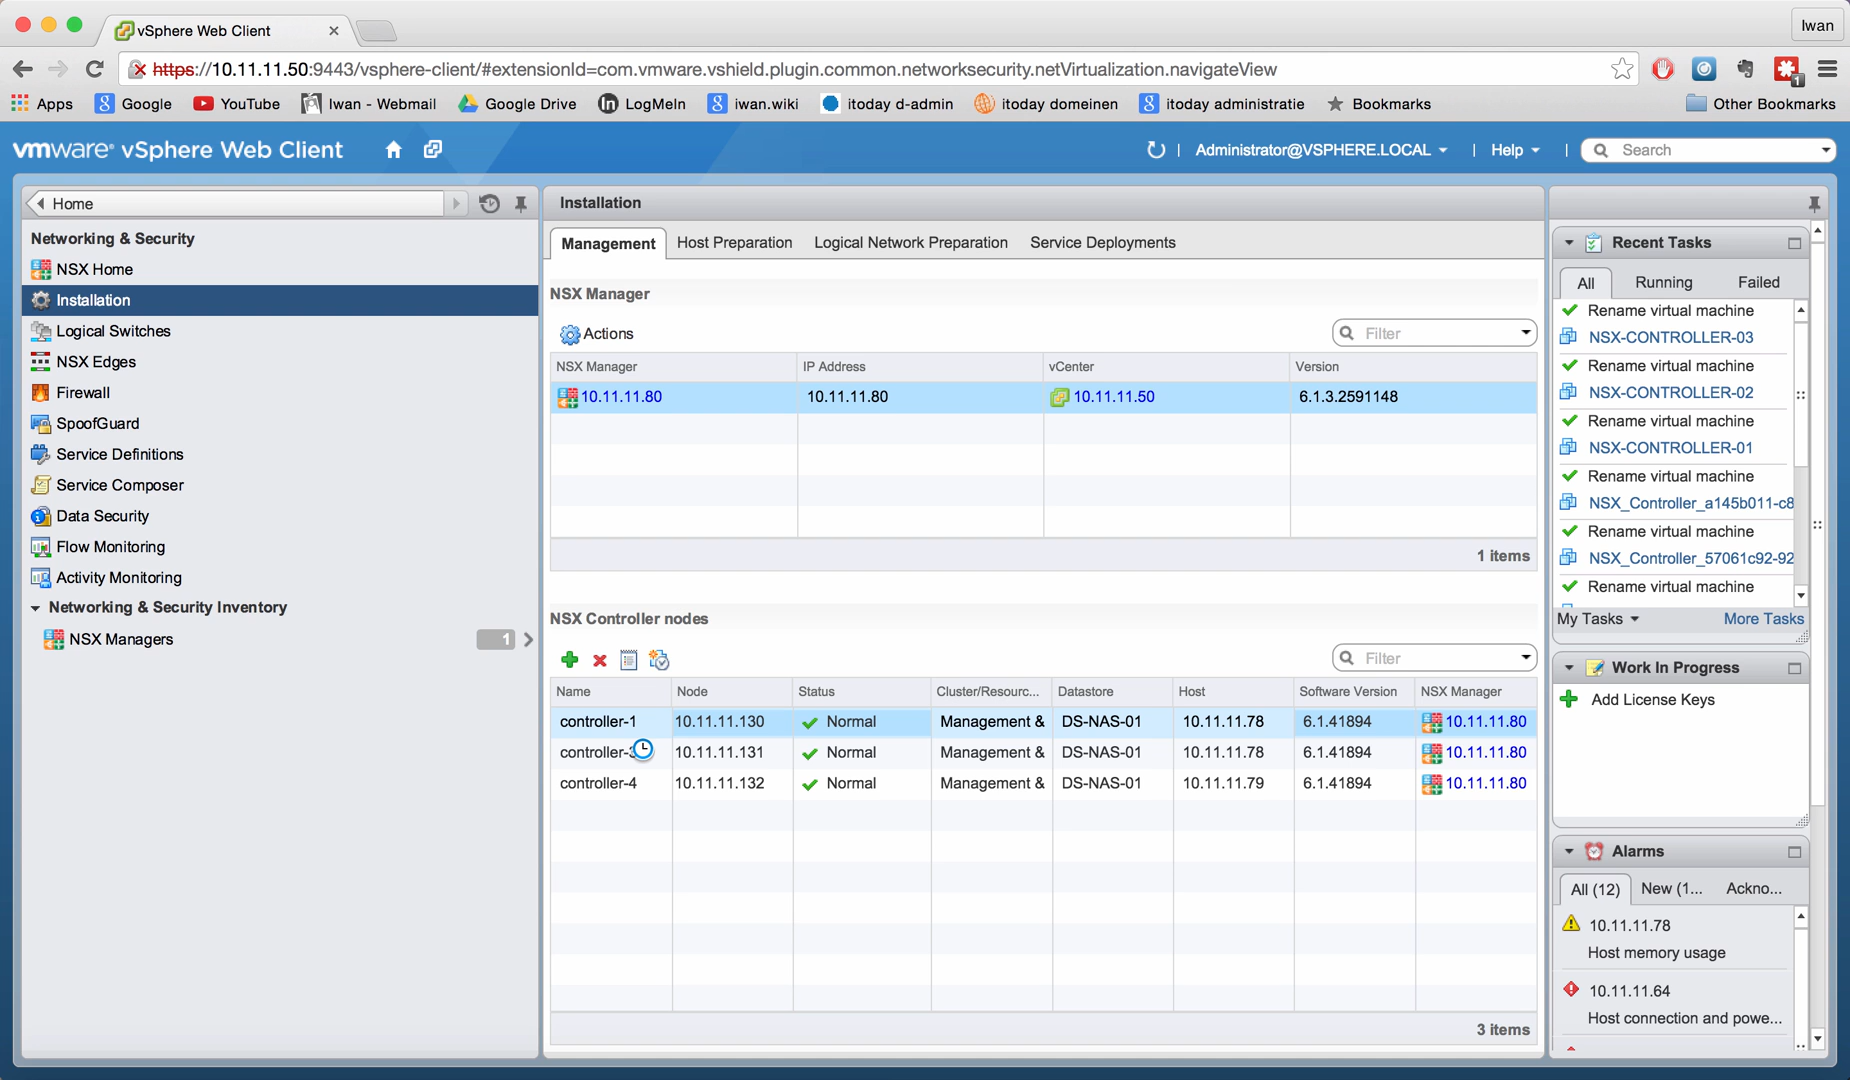 vSphere Web Client
Iwan
https://10.11.11.50:9443/vsphere-client/#extensionId=com.vmware.vshield.plugin.common.networksecurity.netVirtualization.navigateView
1
Apps Google YouTube Iwan - Webmail Google Drive LogMeIn iwan.wiki itoday d-admin itoday domeinen itoday administratie Bookmarks Other Bookmarks
vmware® vSphere Web Client
Administrator@VSPHERE.LOCAL | Help | Search
Home
Networking & Security
NSX Home
Installation
Logical Switches
NSX Edges
Firewall
SpoofGuard
Service Definitions
Service Composer
Data Security
Flow Monitoring
Activity Monitoring
Networking & Security Inventory
NSX Managers 1
Installation
Management Host Preparation Logical Network Preparation Service Deployments
NSX Manager
Actions Filter
NSX Manager IP Address vCenter Version
10.11.11.80 10.11.11.80 10.11.11.50 6.1.3.2591148
1 items
NSX Controller nodes
Filter
Name Node Status Cluster/Resourc... Datastore Host Software Version NSX Manager
controller-1 10.11.11.130 Normal Management & DS-NAS-01 10.11.11.78 6.1.41894 10.11.11.80
controller- 10.11.11.131 Normal Management & DS-NAS-01 10.11.11.78 6.1.41894 10.11.11.80
controller-4 10.11.11.132 Normal Management & DS-NAS-01 10.11.11.79 6.1.41894 10.11.11.80
3 items
Recent Tasks
All Running Failed
Rename virtual machine
NSX-CONTROLLER-03
Rename virtual machine
NSX-CONTROLLER-02
Rename virtual machine
NSX-CONTROLLER-01
Rename virtual machine
NSX_Controller_a145b011-c8
Rename virtual machine
NSX_Controller_57061c92-92
Rename virtual machine
My Tasks More Tasks
Work In Progress
Add License Keys
Alarms
All (12) New (1... Ackno...
10.11.11.78
Host memory usage
10.11.11.64
Host connection and powe...